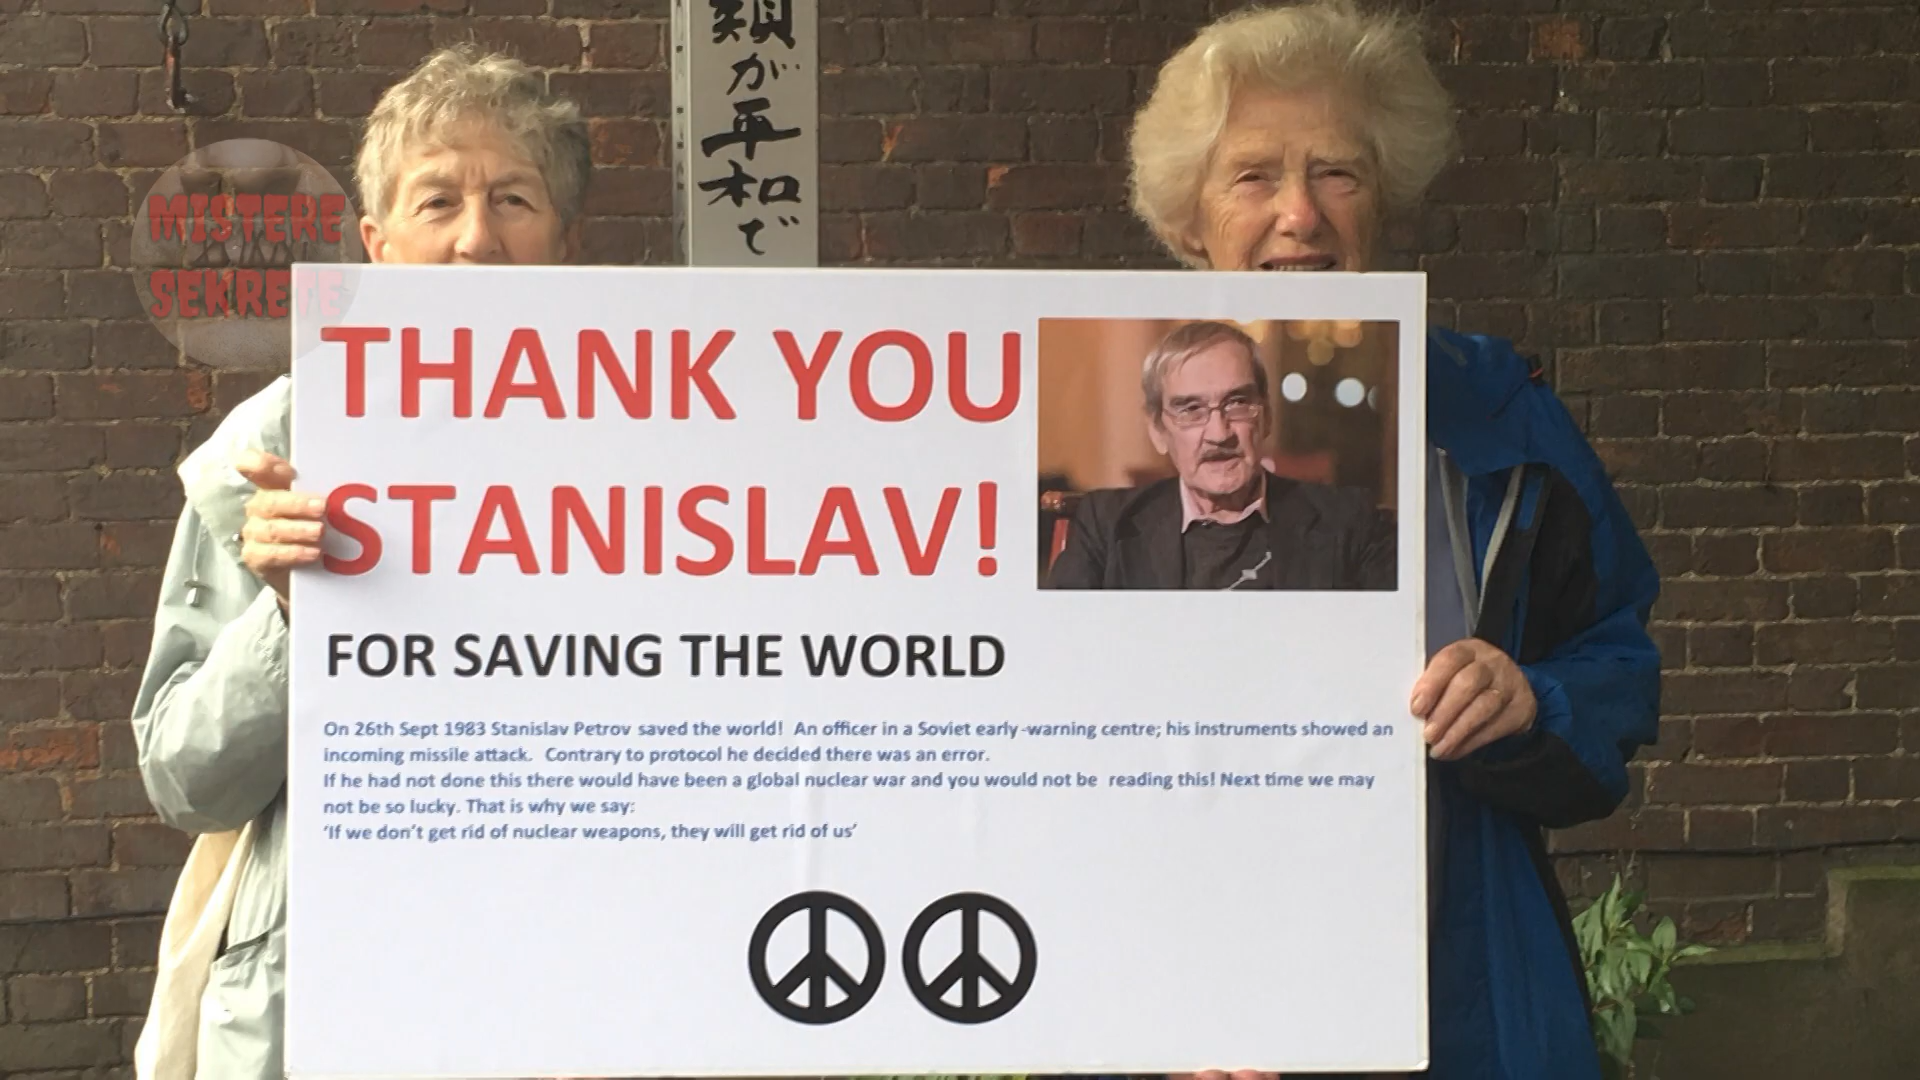 類
が
平
和
で
MISTERE
SEKRETE
THANK YOU
STANISLAV!
FOR SAVING THE WORLD
On 26th Sept 1983 Stanislav Petrov saved the world! An officer in a Soviet early-warning centre; his instruments showed an
incoming missile attack. Contrary to protocol he decided there was an error.
If he had not done this there would have been a global nuclear war and you would not be reading this! Next time we may
not be so lucky. That is why we say:
‘If we don’t get rid of nuclear weapons, they will get rid of us’